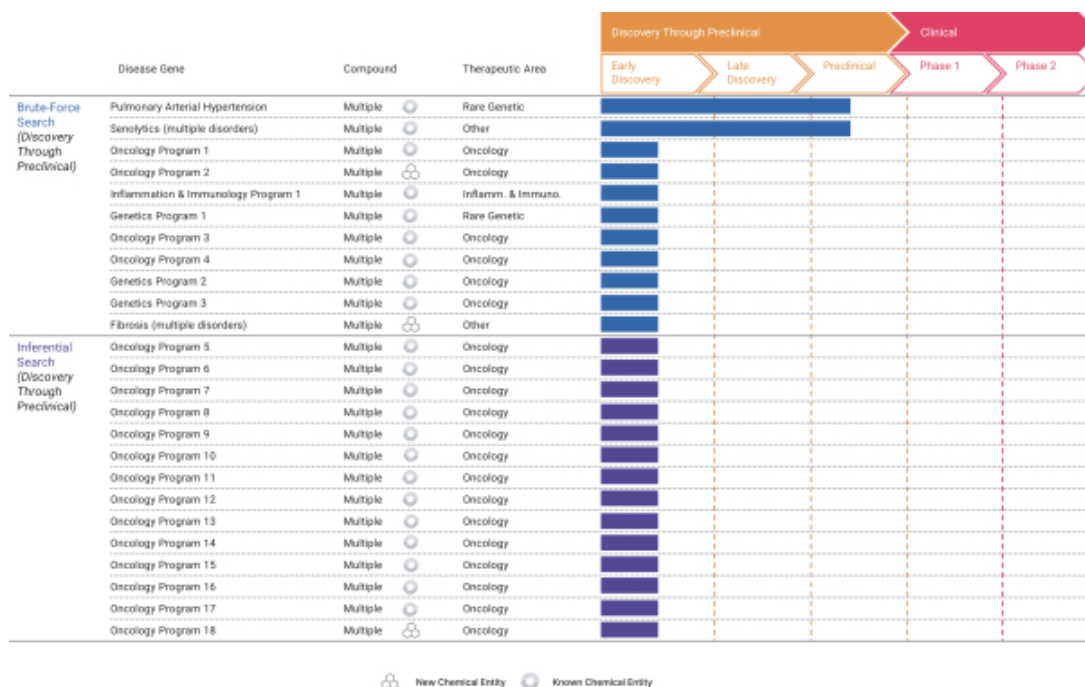 Discovery Through Preclinical Clinical
Disease Gene Compound Therapeutic Area Early Discovery Late Discovery Preclinical Phase 1 Phase 2
Brute-Force
Search
(Discovery
Through
Preclinical)
Pulmonary Arterial Hypertension Multiple Rare Genetic
Senolytics (multiple disorders) Multiple Other
Oncology Program 1 Multiple Oncology
Oncology Program 2 Multiple Oncology
Inflammation & Immunology Program 1 Multiple Inflamm. & Immuno.
Genetics Program 1 Multiple Rare Genetic
Oncology Program 3 Multiple Oncology
Oncology Program 4 Multiple Oncology
Genetics Program 2 Multiple Oncology
Genetics Program 3 Multiple Oncology
Fibrosis (multiple disorders) Multiple Other
Inferential
Search
(Discovery
Through
Preclinical)
Oncology Program 5 Multiple Oncology
Oncology Program 6 Multiple Oncology
Oncology Program 7 Multiple Oncology
Oncology Program 8 Multiple Oncology
Oncology Program 9 Multiple Oncology
Oncology Program 10 Multiple Oncology
Oncology Program 11 Multiple Oncology
Oncology Program 12 Multiple Oncology
Oncology Program 13 Multiple Oncology
Oncology Program 14 Multiple Oncology
Oncology Program 15 Multiple Oncology
Oncology Program 16 Multiple Oncology
Oncology Program 17 Multiple Oncology
Oncology Program 18 Multiple Oncology
New Chemical Entity Known Chemical Entity